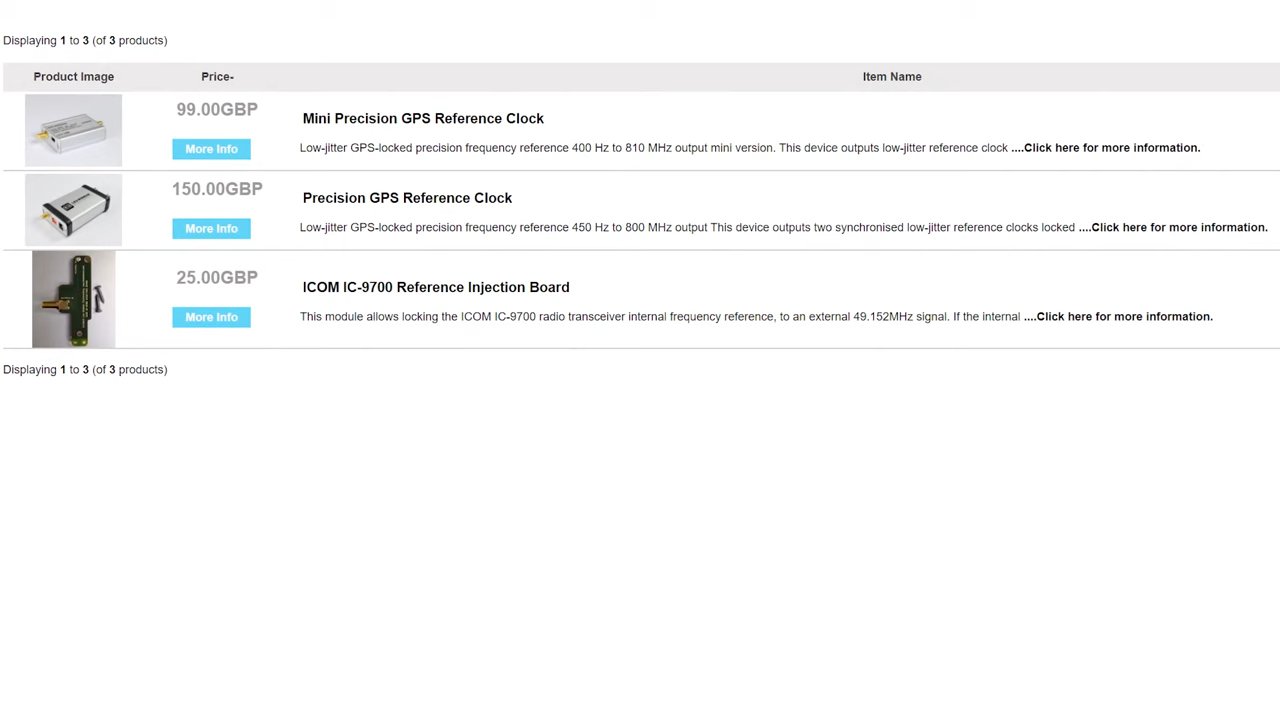 Displaying 1 to 3 (of 3 products)
Product Image Price- Item Name
99.00GBP
Mini Precision GPS Reference Clock
More Info
Low-jitter GPS-locked precision frequency reference 400 Hz to 810 MHz output mini version. This device outputs low-jitter reference clock ....Click here for more information.
150.00GBP
Precision GPS Reference Clock
More Info
Low-jitter GPS-locked precision frequency reference 450 Hz to 800 MHz output This device outputs two synchronised low-jitter reference clocks locked ....Click here for more information.
25.00GBP
ICOM IC-9700 Reference Injection Board
More Info
This module allows locking the ICOM IC-9700 radio transceiver internal frequency reference, to an external 49.152MHz signal. If the internal ....Click here for more information.
Displaying 1 to 3 (of 3 products)